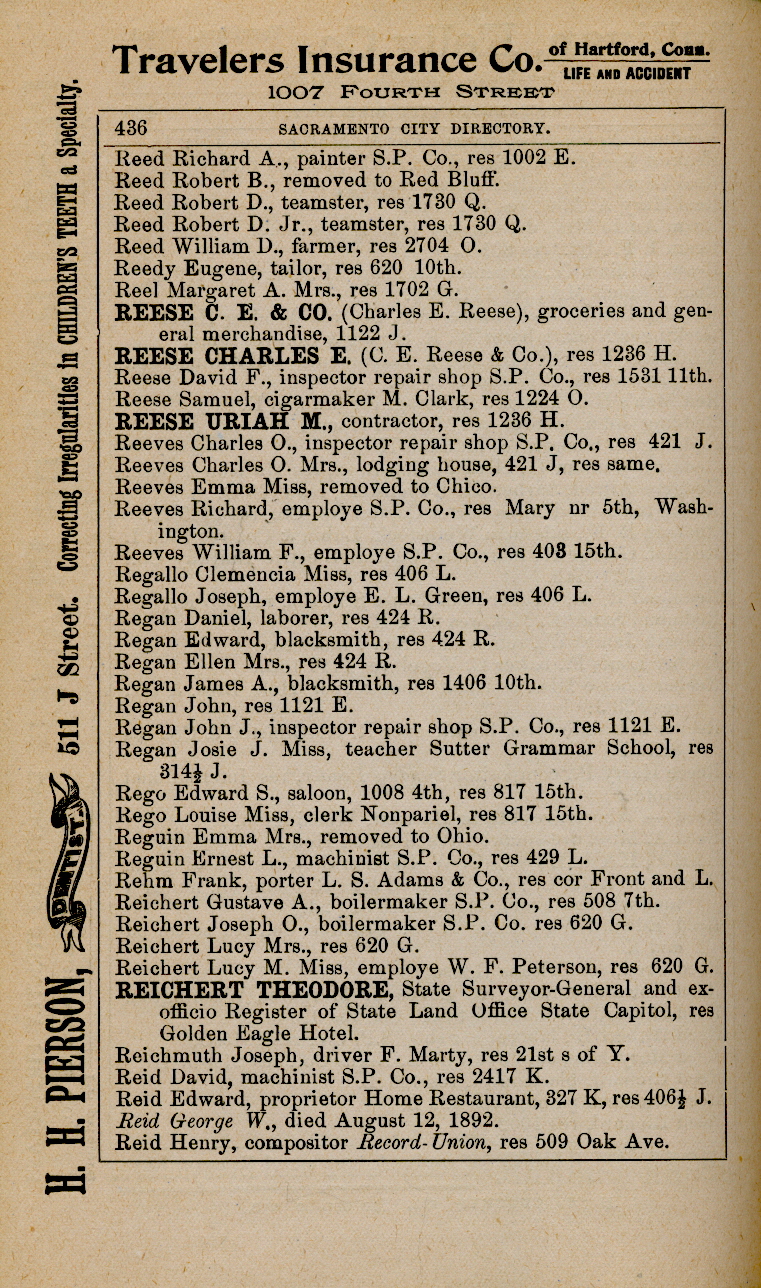 Travelers Insurance Co. of Hartford, Conn.
LIFE AND ACCIDENT
1007 FOURTH STREET
436 SACRAMENTO CITY DIRECTORY.
Reed Richard A., painter S.P. Co., res 1002 E.
Reed Robert B., removed to Red Bluff.
Reed Robert D., teamster, res 1730 Q.
Reed Robert D. Jr., teamster, res 1730 Q.
Reed William D., farmer, res 2704 O.
Reedy Eugene, tailor, res 620 10th.
Reel Margaret A. Mrs., res 1702 G.
REESE C. E. & CO. (Charles E. Reese), groceries and gen-
eral merchandise, 1122 J.
REESE CHARLES E. (C. E. Reese & Co.), res 1236 H.
Reese David F., inspector repair shop S.P. Co., res 1531 11th.
Reese Samuel, cigarmaker M. Clark, res 1224 O.
REESE URIAH M., contractor, res 1236 H.
Reeves Charles O., inspector repair shop S.P. Co., res 421 J.
Reeves Charles O. Mrs., lodging house, 421 J, res same.
Reeves Emma Miss, removed to Chico.
Reeves Richard, employe S.P. Co., res Mary nr 5th, Wash-
ington.
Reeves William F., employe S.P. Co., res 403 15th.
Regallo Clemencia Miss, res 406 L.
Regallo Joseph, employe E. L. Green, res 406 L.
Regan Daniel, laborer, res 424 R.
Regan Edward, blacksmith, res 424 R.
Regan Ellen Mrs., res 424 R.
Regan James A., blacksmith, res 1406 10th.
Regan John, res 1121 E.
Regan John J., inspector repair shop S.P. Co., res 1121 E.
Regan Josie J. Miss, teacher Sutter Grammar School, res
314½ J.
Rego Edward S., saloon, 1008 4th, res 817 15th.
Rego Louise Miss, clerk Nonpariel, res 817 15th.
Reguin Emma Mrs., removed to Ohio.
Reguin Ernest L., machinist S.P. Co., res 429 L.
Rehm Frank, porter L. S. Adams & Co., res cor Front and L.
Reichert Gustave A., boilermaker S.P. Co., res 508 7th.
Reichert Joseph O., boilermaker S.P. Co. res 620 G.
Reichert Lucy Mrs., res 620 G.
Reichert Lucy M. Miss, employe W. F. Peterson, res 620 G.
REICHERT THEODORE, State Surveyor-General and ex-
officio Register of State Land Office State Capitol, res
Golden Eagle Hotel.
Reichmuth Joseph, driver F. Marty, res 21st s of Y.
Reid David, machinist S.P. Co., res 2417 K.
Reid Edward, proprietor Home Restaurant, 327 K, res 406½ J.
Reid George W., died August 12, 1892.
Reid Henry, compositor Record-Union, res 509 Oak Ave.
H. H. PIERSON, DENTIST. 511 J Street. Correcting Irregularities in CHILDREN'S TEETH a Specialty.